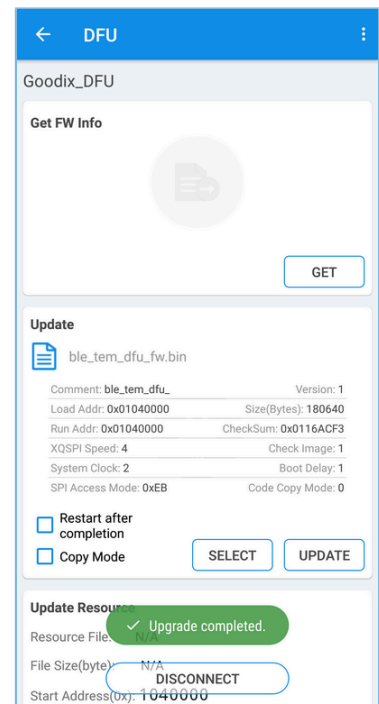 DFU
Goodix_DFU
Get FW Info
GET
Update
ble_tem_dfu_fw.bin
Comment: ble_tem_dfu_ Version: 1
Load Addr: 0x01040000 Size(Bytes): 180640
Run Addr: 0x01040000 CheckSum: 0x0116ACF3
XQSPI Speed: 4 Check Image: 1
System Clock: 2 Boot Delay: 1
SPI Access Mode: 0xEB Code Copy Mode: 0
Restart after
completion
Copy Mode SELECT UPDATE
Update Resource
Upgrade completed.
Resource File: N/A
File Size(byte): N/A
DISCONNECT
Start Address(0x): 1040000